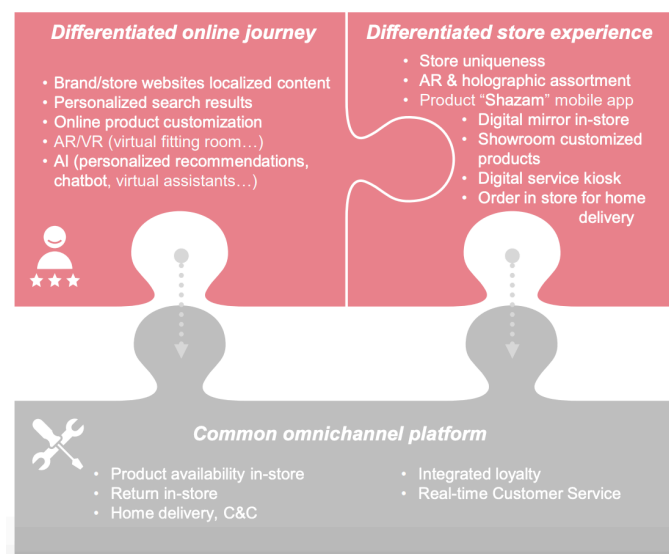 Differentiated online journey
• Brand/store websites localized content
• Personalized search results
• Online product customization
• AR/VR (virtual fitting room…)
• AI (personalized recommendations,
chatbot, virtual assistants…)
Differentiated store experience
• Store uniqueness
• AR & holographic assortment
• Product “Shazam” mobile app
• Digital mirror in-store
• Showroom customized
products
• Digital service kiosk
• Order in store for home
delivery
Common omnichannel platform
• Product availability in-store
• Return in-store
• Home delivery, C&C
• Integrated loyalty
• Real-time Customer Service